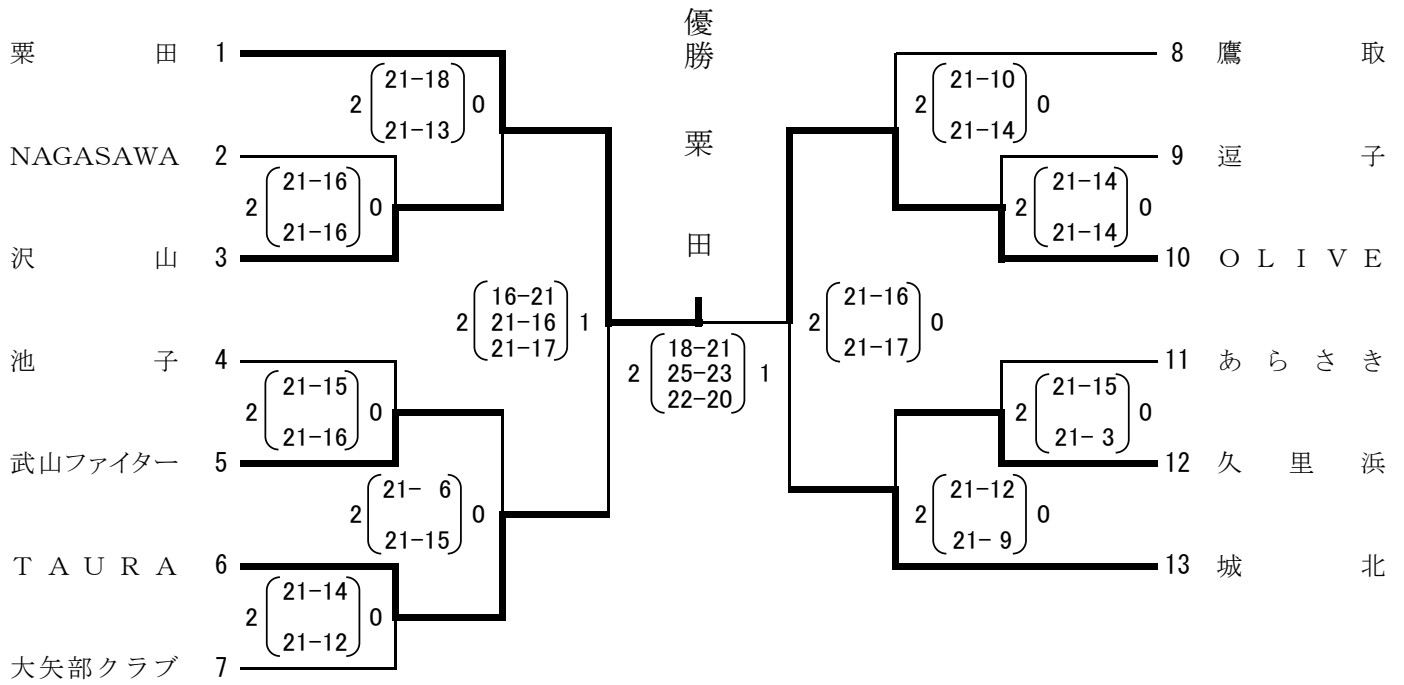 優
勝
粟 田 1
8 鷹 取
21-18
2 0
21-13
21-10
2 0
21-14
粟
NAGASAWA 2
9 逗 子
21-16
2 0
21-16
21-14
2 0
21-14
田
沢 山 3
10 O L I V E
16-21
2 21-16 1
21-17
21-16
2 0
21-17
18-21
2 25-23 1
22-20
池 子 4
11 あ ら さ き
21-15
2 0
21-16
21-15
2 0
21- 3
武山ファイター 5
12 久 里 浜
21- 6
2 0
21-15
21-12
2 0
21- 9
T A U R A 6
13 城 北
21-14
2 0
21-12
大矢部クラブ 7